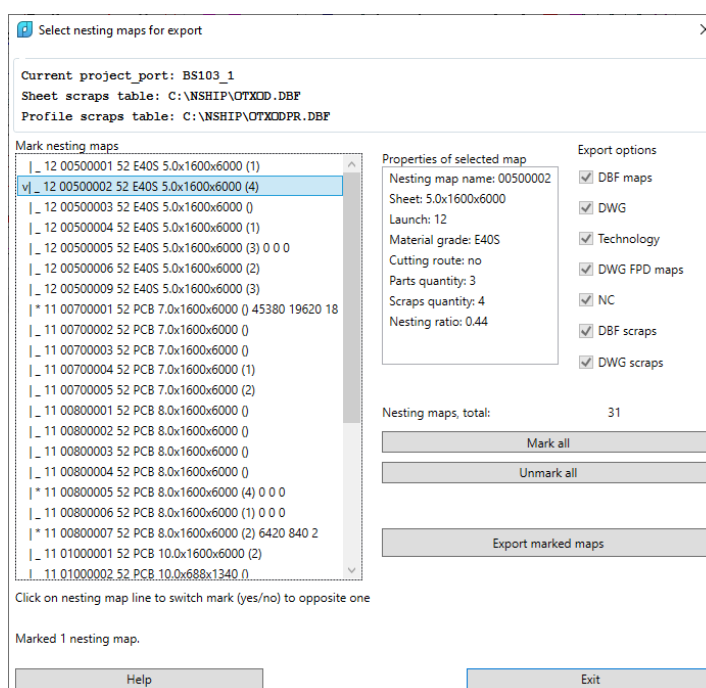 Select nesting maps for export
Current project_port: BS103_1
Sheet scraps table: C:\NSHIP\OTXOD.DBF
Profile scraps table: C:\NSHIP\OTXODPR.DBF
Mark nesting maps
|_ 12 00500001 52 E40S 5.0x1600x6000 (1)
v|_ 12 00500002 52 E40S 5.0x1600x6000 (4)
|_ 12 00500003 52 E40S 5.0x1600x6000 ()
|_ 12 00500004 52 E40S 5.0x1600x6000 (1)
|_ 12 00500005 52 E40S 5.0x1600x6000 (3) 0 0 0
|_ 12 00500006 52 E40S 5.0x1600x6000 (2)
|_ 12 00500009 52 E40S 5.0x1600x6000 (3)
|* 11 00700001 52 PCB 7.0x1600x6000 () 45380 19620 18
|_ 11 00700002 52 PCB 7.0x1600x6000 ()
|_ 11 00700003 52 PCB 7.0x1600x6000 ()
|_ 11 00700004 52 PCB 7.0x1600x6000 (1)
|_ 11 00700005 52 PCB 7.0x1600x6000 (2)
|_ 11 00800001 52 PCB 8.0x1600x6000 ()
|_ 11 00800002 52 PCB 8.0x1600x6000 ()
|_ 11 00800003 52 PCB 8.0x1600x6000 ()
|_ 11 00800004 52 PCB 8.0x1600x6000 ()
|* 11 00800005 52 PCB 8.0x1600x6000 (4) 0 0 0
|_ 11 00800006 52 PCB 8.0x1600x6000 (1) 0 0 0
|* 11 00800007 52 PCB 8.0x1600x6000 (2) 6420 840 2
|_ 11 01000001 52 PCB 10.0x1600x6000 (2)
|_ 11 01000002 52 PCB 10.0x688x1340 ()
Click on nesting map line to switch mark (yes/no) to opposite one
Marked 1 nesting map.
Help
Properties of selected map
Nesting map name: 00500002
Sheet: 5.0x1600x6000
Launch: 12
Material grade: E40S
Cutting route: no
Parts quantity: 3
Scraps quantity: 4
Nesting ratio: 0.44
Export options
DBF maps
DWG
Technology
DWG FPD maps
NC
DBF scraps
DWG scraps
Nesting maps, total: 31
Mark all
Unmark all
Export marked maps
Exit